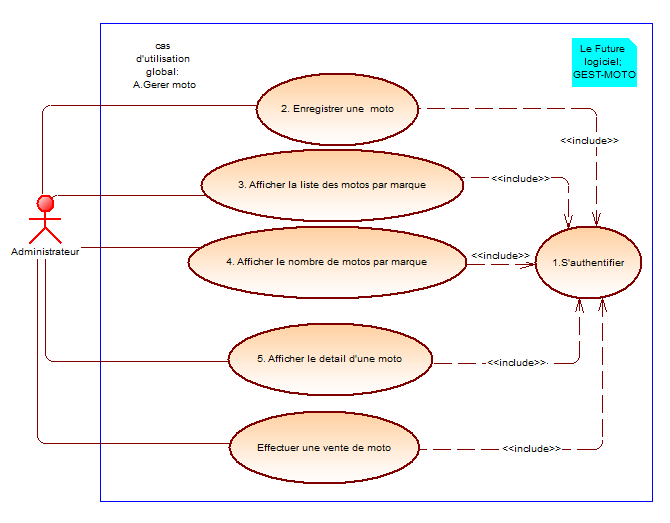 cas
d'utilisation
global:
A.Gerer moto
Le Future
logiciel;
GEST-MOTO
2. Enregistrer une moto
<<include>>
3. Afficher la liste des motos par marque
<<include>>
Administrateur
4. Afficher le nombre de motos par marque
<<include>>
1.S'authentifier
5. Afficher le detail d'une moto
<<include>>
Effectuer une vente de moto
<<include>>